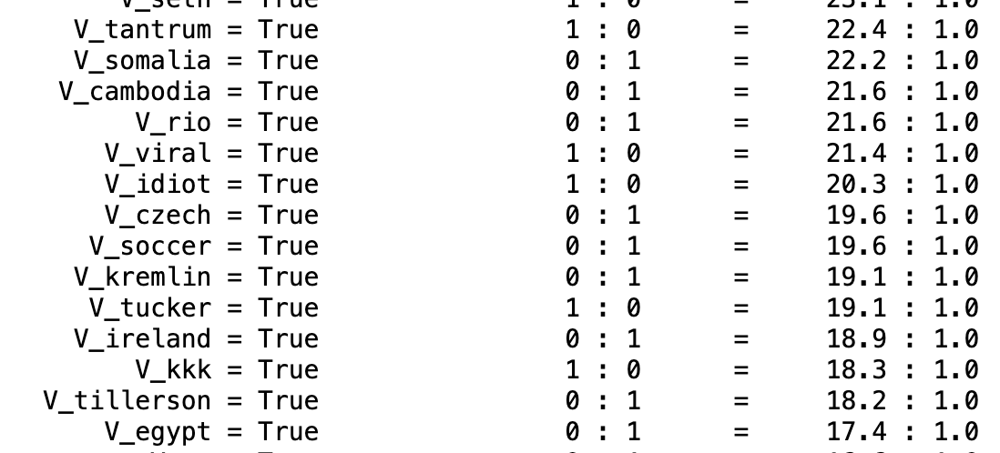 V_seth = True 1 : 0 = 25.1 : 1.0
V_tantrum = True 1 : 0 = 22.4 : 1.0
V_somalia = True 0 : 1 = 22.2 : 1.0
V_cambodia = True 0 : 1 = 21.6 : 1.0
V_rio = True 0 : 1 = 21.6 : 1.0
V_viral = True 1 : 0 = 21.4 : 1.0
V_idiot = True 1 : 0 = 20.3 : 1.0
V_czech = True 0 : 1 = 19.6 : 1.0
V_soccer = True 0 : 1 = 19.6 : 1.0
V_kremlin = True 0 : 1 = 19.1 : 1.0
V_tucker = True 1 : 0 = 19.1 : 1.0
V_ireland = True 0 : 1 = 18.9 : 1.0
V_kkk = True 1 : 0 = 18.3 : 1.0
V_tillerson = True 0 : 1 = 18.2 : 1.0
V_egypt = True 0 : 1 = 17.4 : 1.0